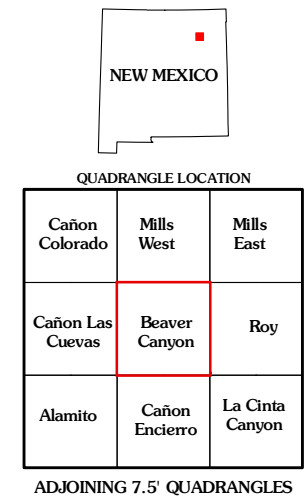 NEW MEXICO
QUADRANGLE LOCATION
Cañon
Colorado
Mills
West
Mills
East
Cañon Las
Cuevas
Beaver
Canyon
Roy
Alamito
Cañon
Encierro
La Cinta
Canyon
ADJOINING 7.5' QUADRANGLES